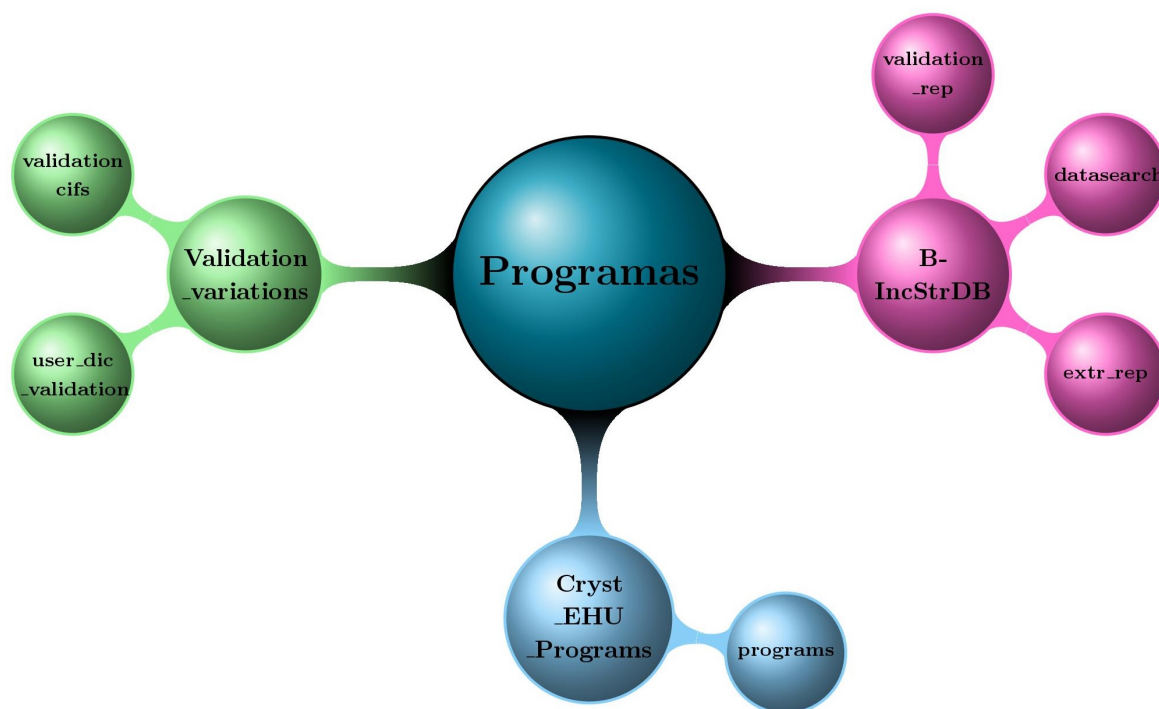 validation
_rep
validation
cifs
datasearch
Validation
_variations
Programas
B-
IncStrDB
user_dic
_validation
extr_rep
Cryst
_EHU
_Programs
programs